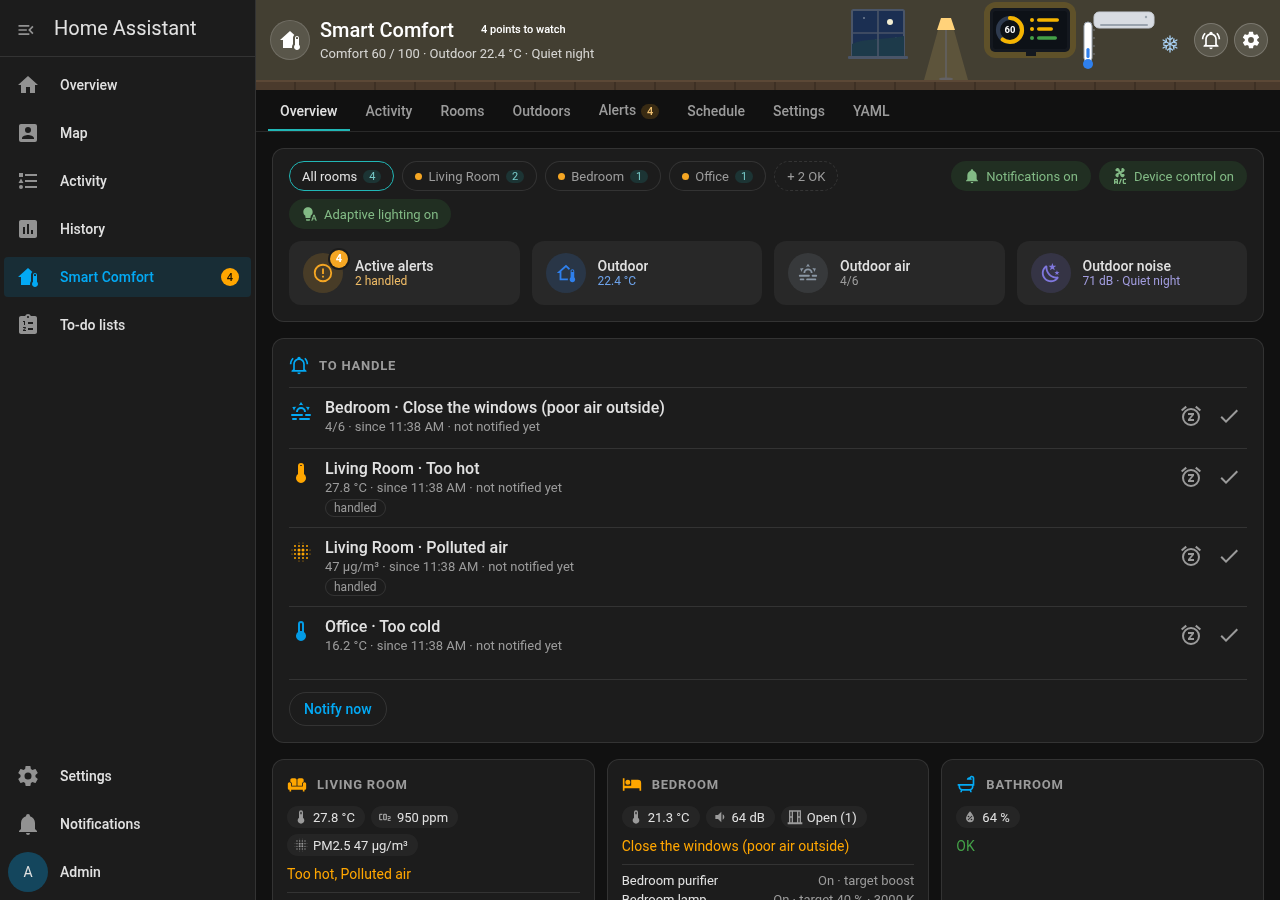 Home Assistant
Overview
Map
Activity
History
Smart Comfort 4
To-do lists
Settings
Notifications
A Admin
Smart Comfort 4 points to watch
Comfort 60 / 100 · Outdoor 22.4 °C · Quiet night
60
Overview Activity Rooms Outdoors Alerts 4 Schedule Settings YAML
All rooms 4 Living Room 2 Bedroom 1 Office 1 + 2 OK Notifications on A/C Device control on
Adaptive lighting on
4
Active alerts
2 handled
Outdoor
22.4 °C
Outdoor air
4/6
Outdoor noise
71 dB · Quiet night
TO HANDLE
Bedroom · Close the windows (poor air outside)
4/6 · since 11:38 AM · not notified yet
Living Room · Too hot
27.8 °C · since 11:38 AM · not notified yet
handled
Living Room · Polluted air
47 µg/m³ · since 11:38 AM · not notified yet
handled
Office · Too cold
16.2 °C · since 11:38 AM · not notified yet
Notify now
LIVING ROOM
27.8 °C CO2 950 ppm
PM2.5 47 µg/m³
Too hot, Polluted air
BEDROOM
21.3 °C 64 dB Open (1)
Close the windows (poor air outside)
Bedroom purifier On · target boost
Bedroom lamp On · target 40 % · 3000 K
BATHROOM
64 %
OK